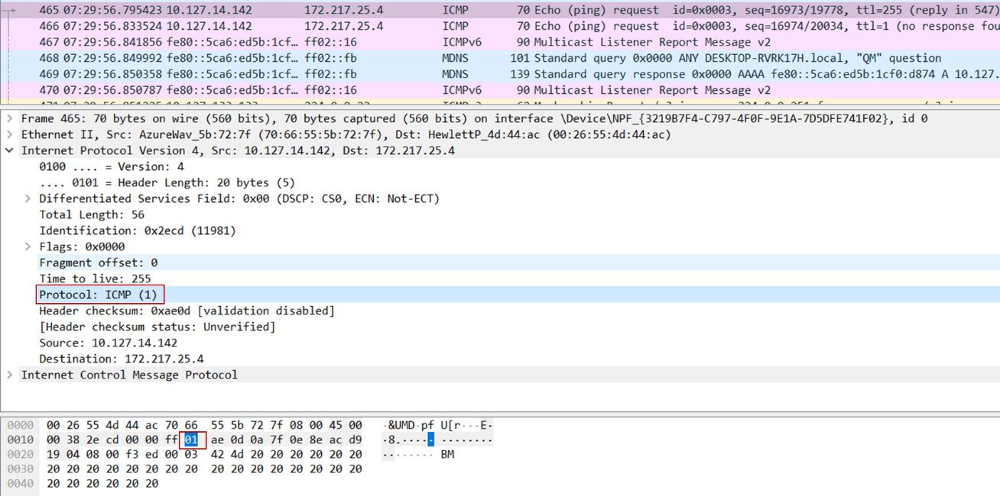 465 07:29:56.795423 10.127.14.142 172.217.25.4 ICMP 70 Echo (ping) request id=0x0003, seq=16973/19778, ttl=255 (reply in 547)
466 07:29:56.833524 10.127.14.142 172.217.25.4 ICMP 70 Echo (ping) request id=0x0003, seq=16974/20034, ttl=1 (no response fou
467 07:29:56.841856 fe80::5ca6:ed5b:1cf… ff02::16 ICMPv6 90 Multicast Listener Report Message v2
468 07:29:56.849992 fe80::5ca6:ed5b:1cf… ff02::fb MDNS 101 Standard query 0x0000 ANY DESKTOP-RVRK17H.local, "QM" question
469 07:29:56.850358 fe80::5ca6:ed5b:1cf… ff02::fb MDNS 139 Standard query response 0x0000 AAAA fe80::5ca6:ed5b:1cf0:d874 A 10.127.
470 07:29:56.850787 fe80::5ca6:ed5b:1cf… ff02::16 ICMPv6 90 Multicast Listener Report Message v2
Frame 465: 70 bytes on wire (560 bits), 70 bytes captured (560 bits) on interface \Device\NPF_{3219B7F4-C797-4F0F-9E1A-7D5DFE741F02}, id 0
Ethernet II, Src: AzureWav_5b:72:7f (70:66:55:5b:72:7f), Dst: HewlettP_4d:44:ac (00:26:55:4d:44:ac)
Internet Protocol Version 4, Src: 10.127.14.142, Dst: 172.217.25.4
0100 .... = Version: 4
.... 0101 = Header Length: 20 bytes (5)
Differentiated Services Field: 0x00 (DSCP: CS0, ECN: Not-ECT)
Total Length: 56
Identification: 0x2ecd (11981)
Flags: 0x0000
Fragment offset: 0
Time to live: 255
Protocol: ICMP (1)
Header checksum: 0xae0d [validation disabled]
[Header checksum status: Unverified]
Source: 10.127.14.142
Destination: 172.217.25.4
Internet Control Message Protocol
0000 00 26 55 4d 44 ac 70 66 55 5b 72 7f 08 00 45 00 ·&UMD·pf U[r···E·
0010 00 38 2e cd 00 00 ff 01 ae 0d 0a 7f 0e 8e ac d9 ·8.····· ········
0020 19 04 08 00 f3 ed 00 03 42 4d 20 20 20 20 20 20 ········ BM
0030 20 20 20 20 20 20 20 20 20 20 20 20 20 20 20 20
0040 20 20 20 20 20 20